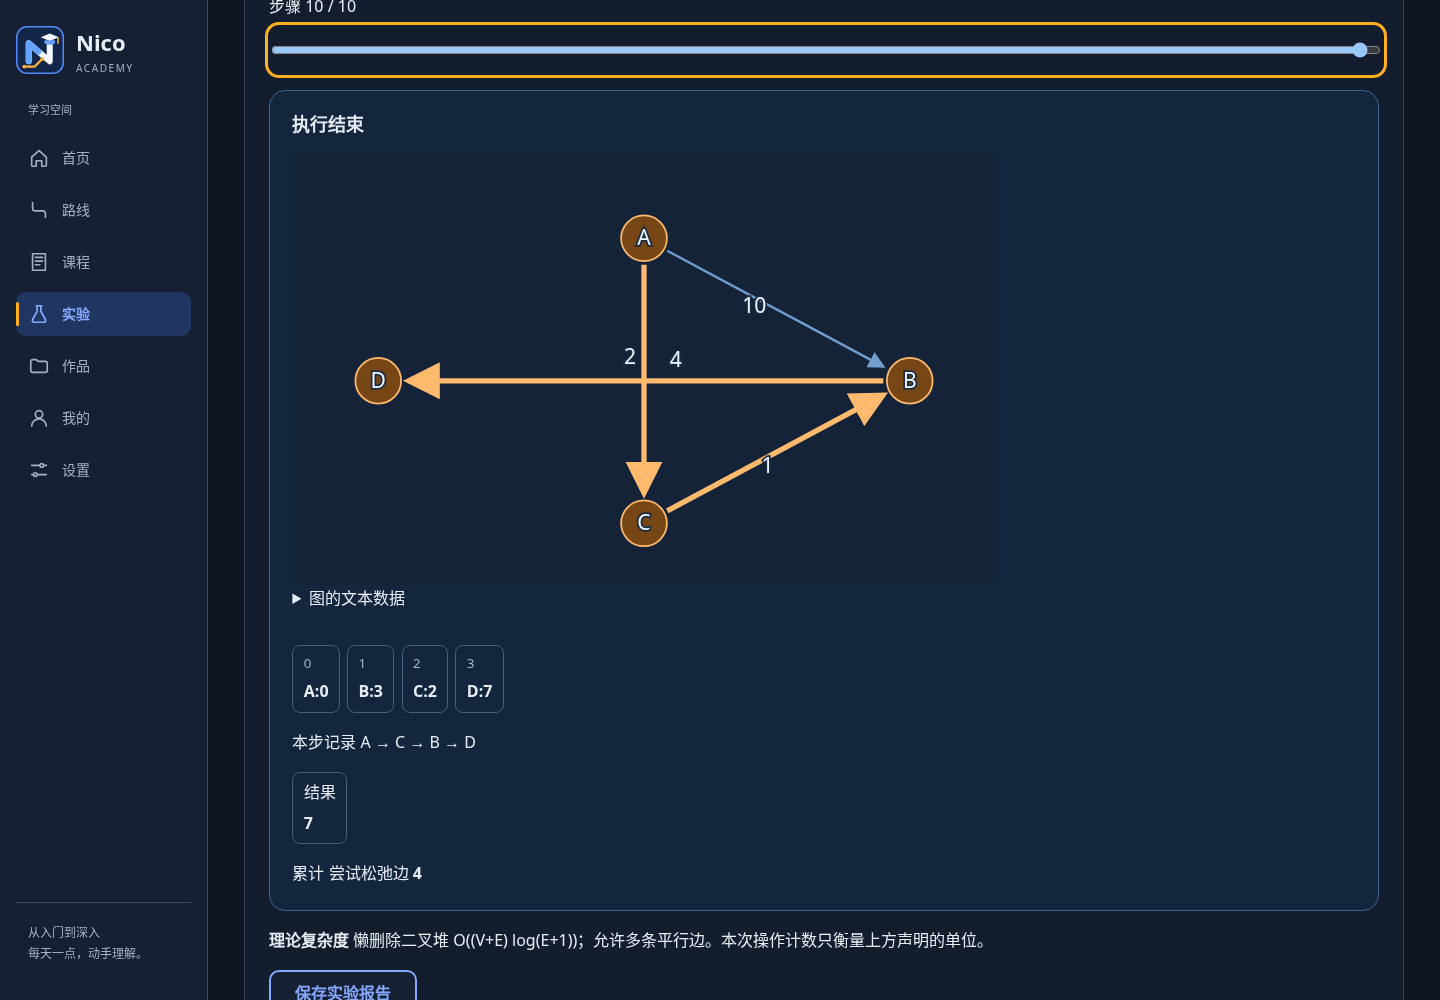 Nico
ACADEMY
学习空间
首页
路线
课程
实验
作品
我的
设置
从入门到深入
每天一点，动手理解。
步骤 10 / 10
执行结束
A
10
2
4
D
B
1
C
▶ 图的文本数据
0
A:0
1
B:3
2
C:2
3
D:7
本步记录 A → C → B → D
结果
7
累计 尝试松弛边 4
理论复杂度 懒删除二叉堆 O((V+E) log(E+1))；允许多条平行边。本次操作计数只衡量上方声明的单位。
保存实验报告